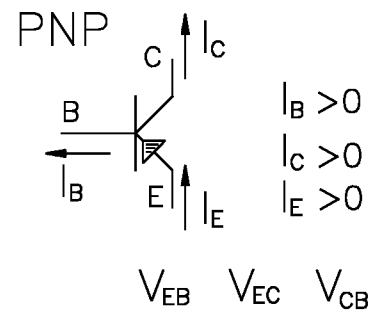 PNP
C I_C
B I_B > 0
I_C > 0
I_B E I_E I_E > 0
V_EB V_EC V_CB